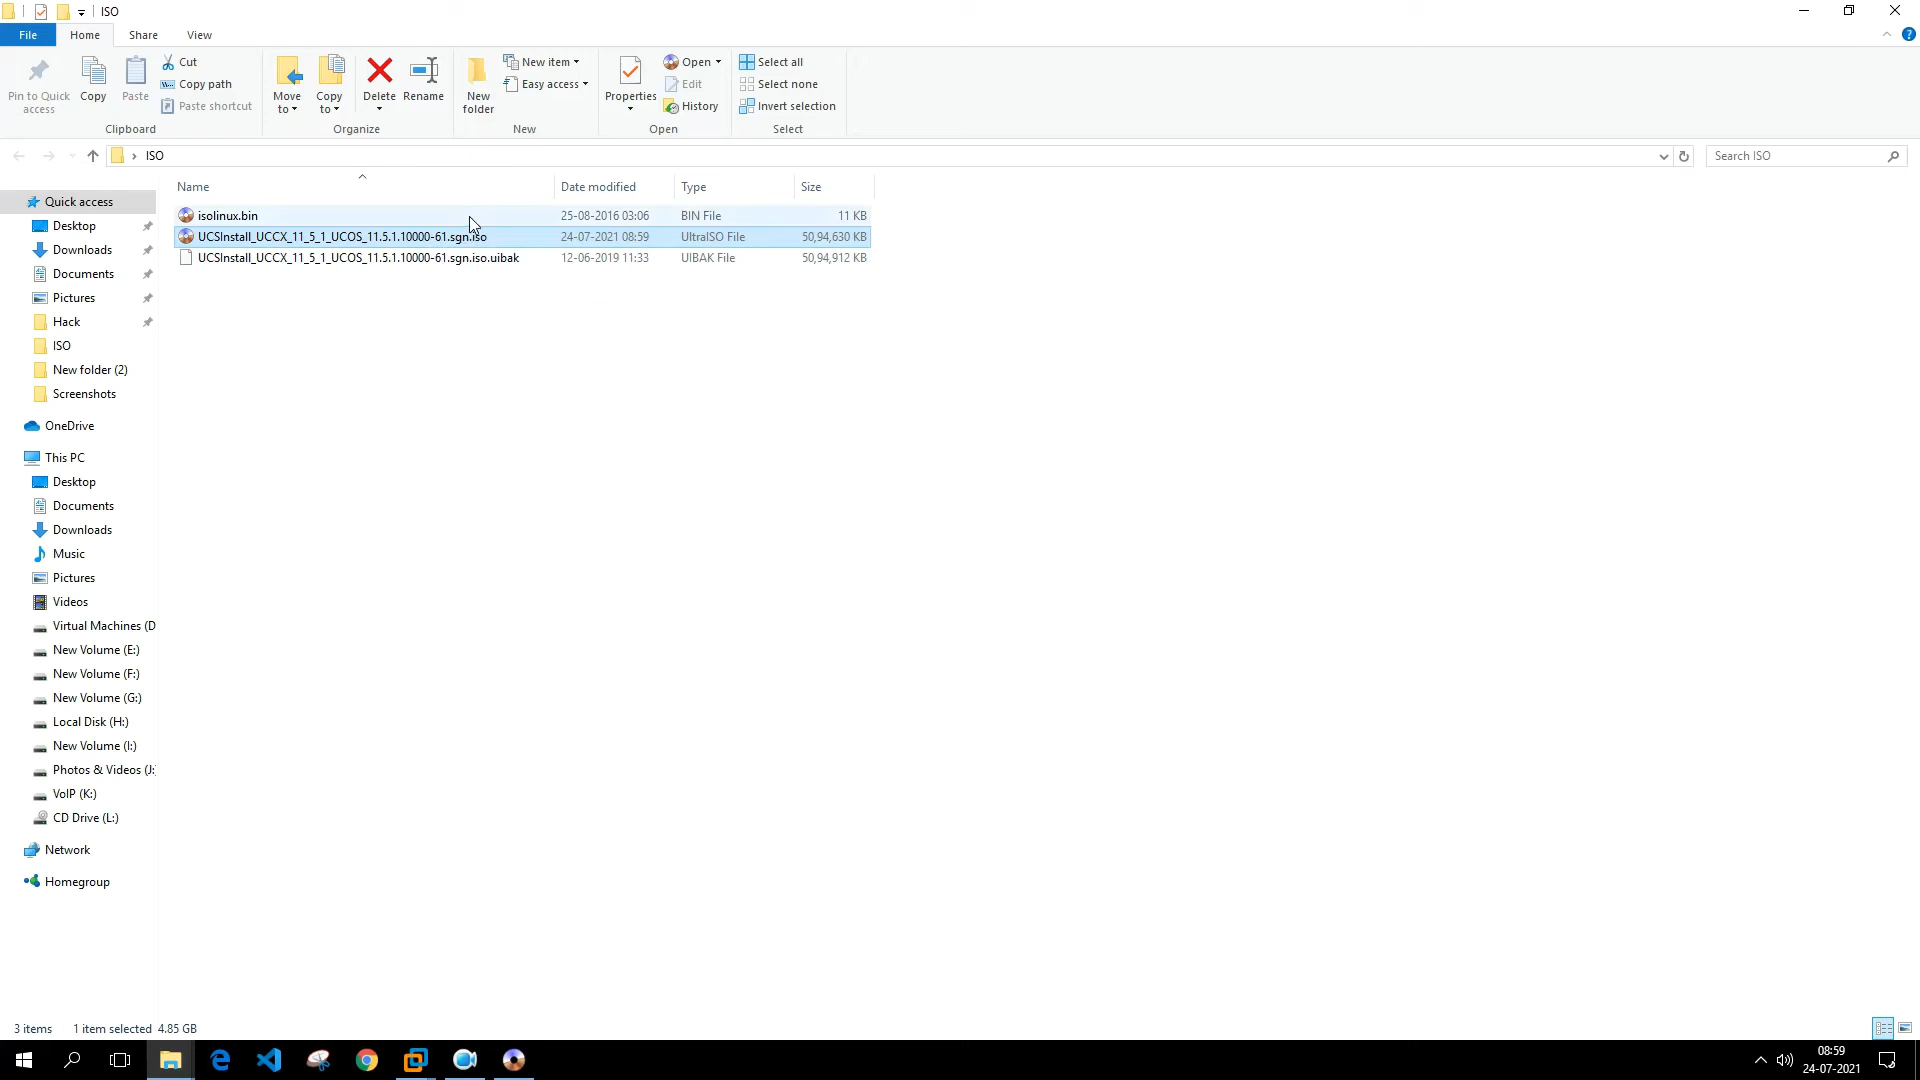 ISO
File Home Share View
Pin to Quick access
Copy
Paste
Cut
Copy path
Paste shortcut
Clipboard
Move to
Copy to
Delete
Rename
Organize
New folder
New item
Easy access
New
Properties
Open
Edit
History
Open
Select all
Select none
Invert selection
Select
ISO
Search ISO
Name Date modified Type Size
isolinux.bin 25-08-2016 03:06 BIN File 11 KB
UCSInstall_UCCX_11_5_1_UCOS_11.5.1.10000-61.sgn.iso 24-07-2021 08:59 UltraISO File 50,94,630 KB
UCSInstall_UCCX_11_5_1_UCOS_11.5.1.10000-61.sgn.iso.uibak 12-06-2019 11:33 UIBAK File 50,94,912 KB
Quick access
Desktop
Downloads
Documents
Pictures
Hack
ISO
New folder (2)
Screenshots
OneDrive
This PC
Desktop
Documents
Downloads
Music
Pictures
Videos
Virtual Machines (D
New Volume (E:)
New Volume (F:)
New Volume (G:)
Local Disk (H:)
New Volume (I:)
Photos & Videos (J:
VoIP (K:)
CD Drive (L:)
Network
Homegroup
3 items 1 item selected 4.85 GB
08:59
24-07-2021